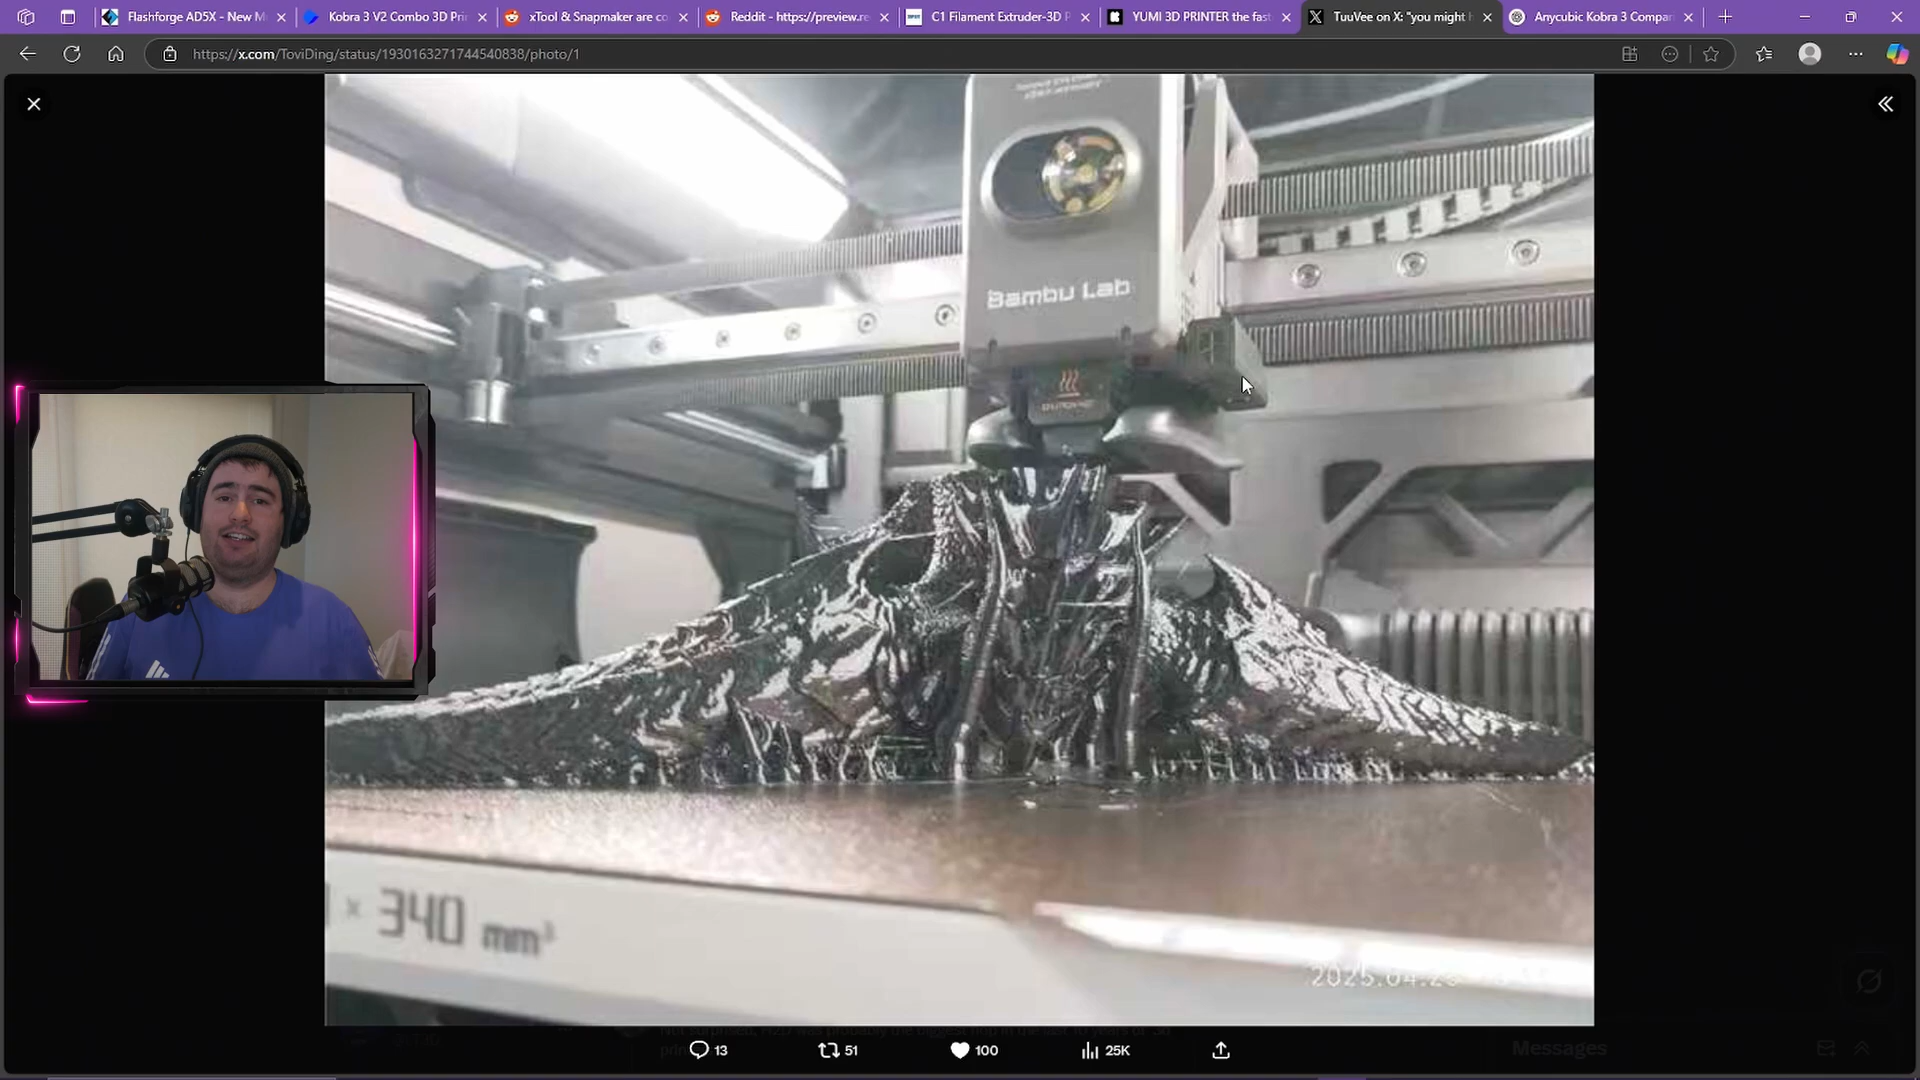 Flashforge AD5X - New M
Kobra 3 V2 Combo 3D Pri
xTool & Snapmaker are co
Reddit - https://preview.re
C1 Filament Extruder-3D P
YUMI 3D PRINTER the fast
TuuVee on X: "you might h
Anycubic Kobra 3 Compar
https://x.com/ToviDing/status/1930163271744540838/photo/1
Bambu Lab
× 340 mm³
13
51
100
25K
Messages